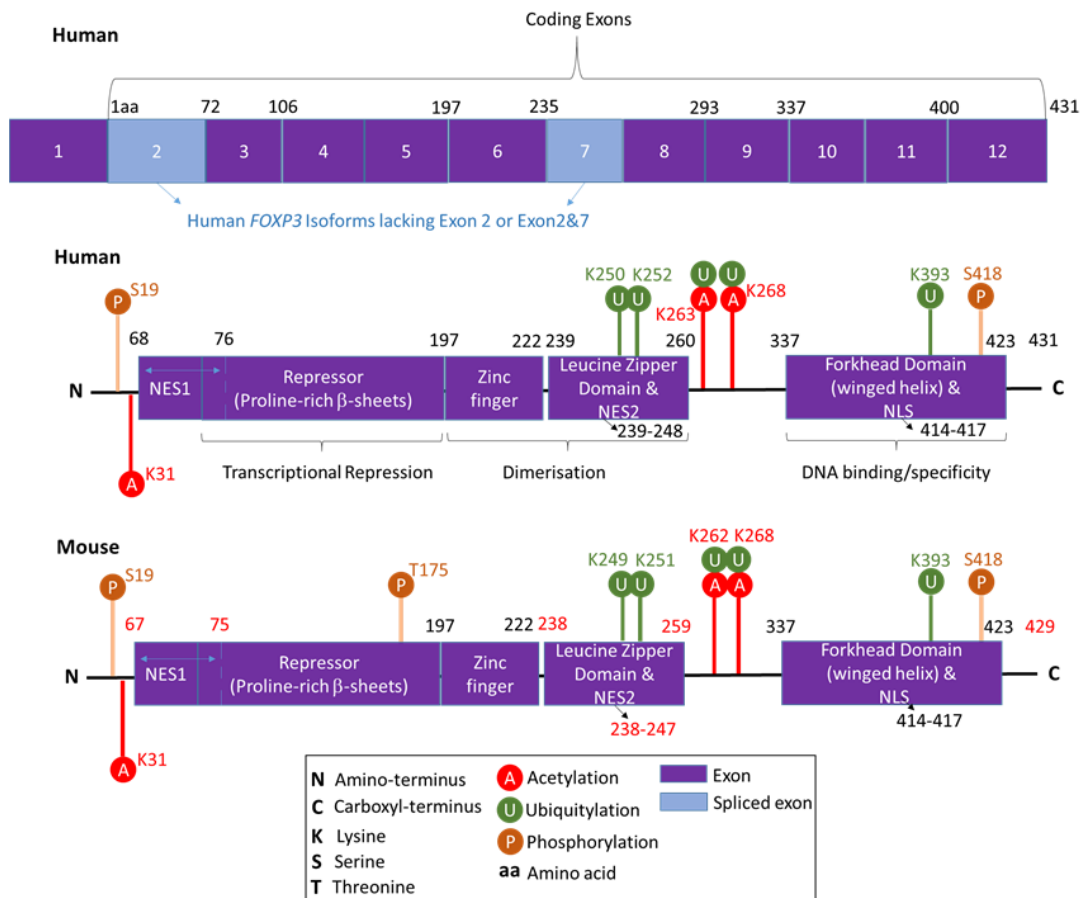 Coding Exons
Human
1aa 72 106 197 235 293 337 400 431
1 2 3 4 5 6 7 8 9 10 11 12
Human FOXP3 Isoforms lacking Exon 2 or Exon2&7
Human
P S19
K250 U K252 U
U U
K263 A A K268
K393 U
S418 P
68 76 197 222 239 260 337 423 431
N
NES1
Repressor
(Proline-rich β-sheets)
Zinc
finger
Leucine Zipper
Domain &
NES2
239-248
Forkhead Domain
(winged helix) &
NLS
414-417
C
A K31
Transcriptional Repression
Dimerisation
DNA binding/specificity
Mouse
P S19
P T175
K249 U K251 U
K262 K268
U U
A A
K393 U
S418 P
67 75 197 222 238 259 337 423 429
N
NES1
Repressor
(Proline-rich β-sheets)
Zinc
finger
Leucine Zipper
Domain &
NES2
238-247
Forkhead Domain
(winged helix) &
NLS
414-417
C
A K31
N Amino-terminus
C Carboxyl-terminus
K Lysine
S Serine
T Threonine
A Acetylation
U Ubiquitylation
P Phosphorylation
aa Amino acid
Exon
Spliced exon